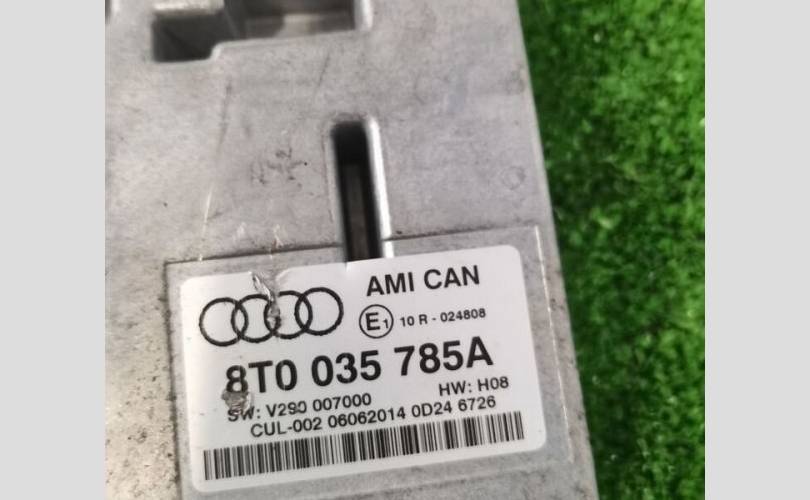 AMI CAN
E1 10 R - 024808
8T0 035 785A
SW: V290 007000 HW: H08
CUL-002 06062014 0D24 6726